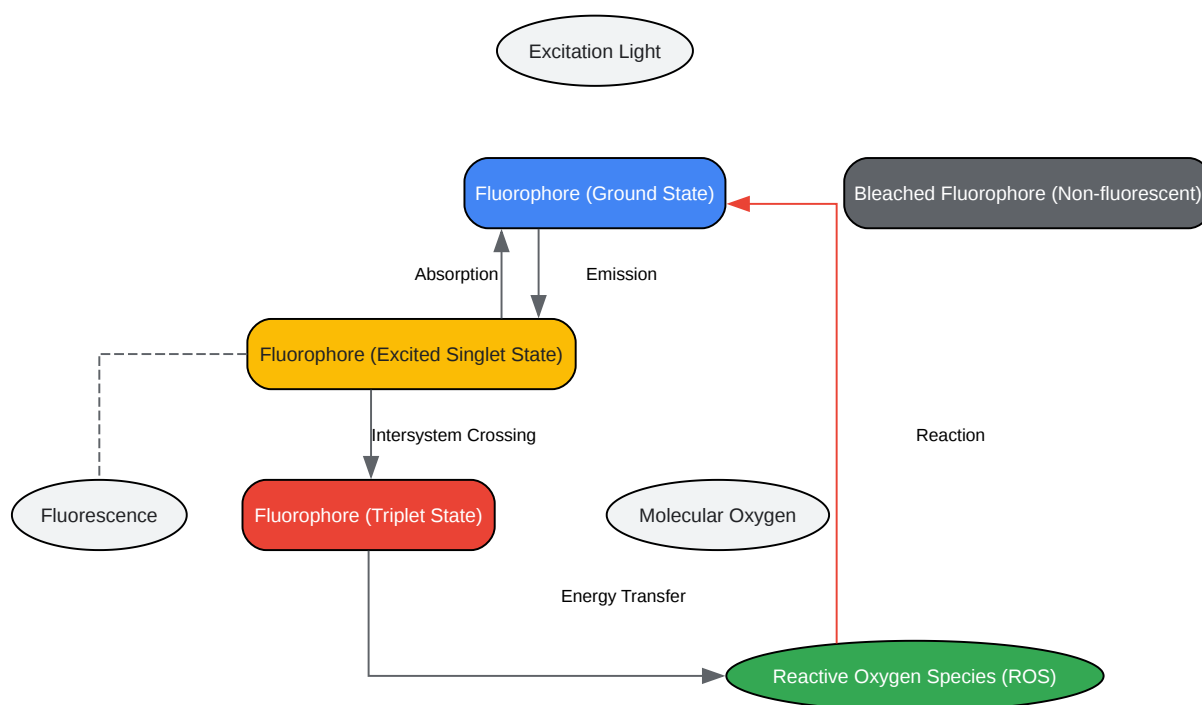 Excitation Light
Fluorophore (Ground State)
Bleached Fluorophore (Non-fluorescent)
Absorption
Emission
Fluorophore (Excited Singlet State)
Intersystem Crossing
Reaction
Fluorescence
Fluorophore (Triplet State)
Molecular Oxygen
Energy Transfer
Reactive Oxygen Species (ROS)